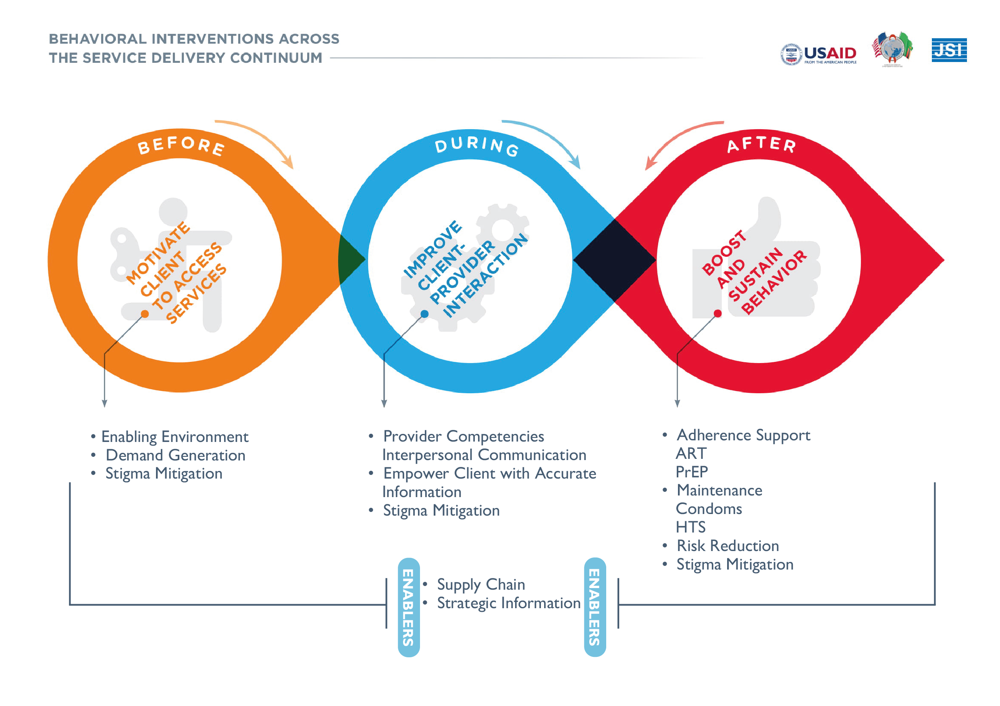 BEHAVIORAL INTERVENTIONS ACROSS
THE SERVICE DELIVERY CONTINUUM
USAID
FROM THE AMERICAN PEOPLE
JSI
BEFORE
MOTIVATE
CLIENT
TO ACCESS
SERVICES
DURING
IMPROVE
CLIENT-
PROVIDER
INTERACTION
AFTER
BOOST
AND
SUSTAIN
BEHAVIOR
• Enabling Environment
• Demand Generation
• Stigma Mitigation
• Provider Competencies
Interpersonal Communication
• Empower Client with Accurate
Information
• Stigma Mitigation
• Adherence Support
ART
PrEP
• Maintenance
Condoms
HTS
• Risk Reduction
• Stigma Mitigation
ENABLERS
• Supply Chain
• Strategic Information
ENABLERS